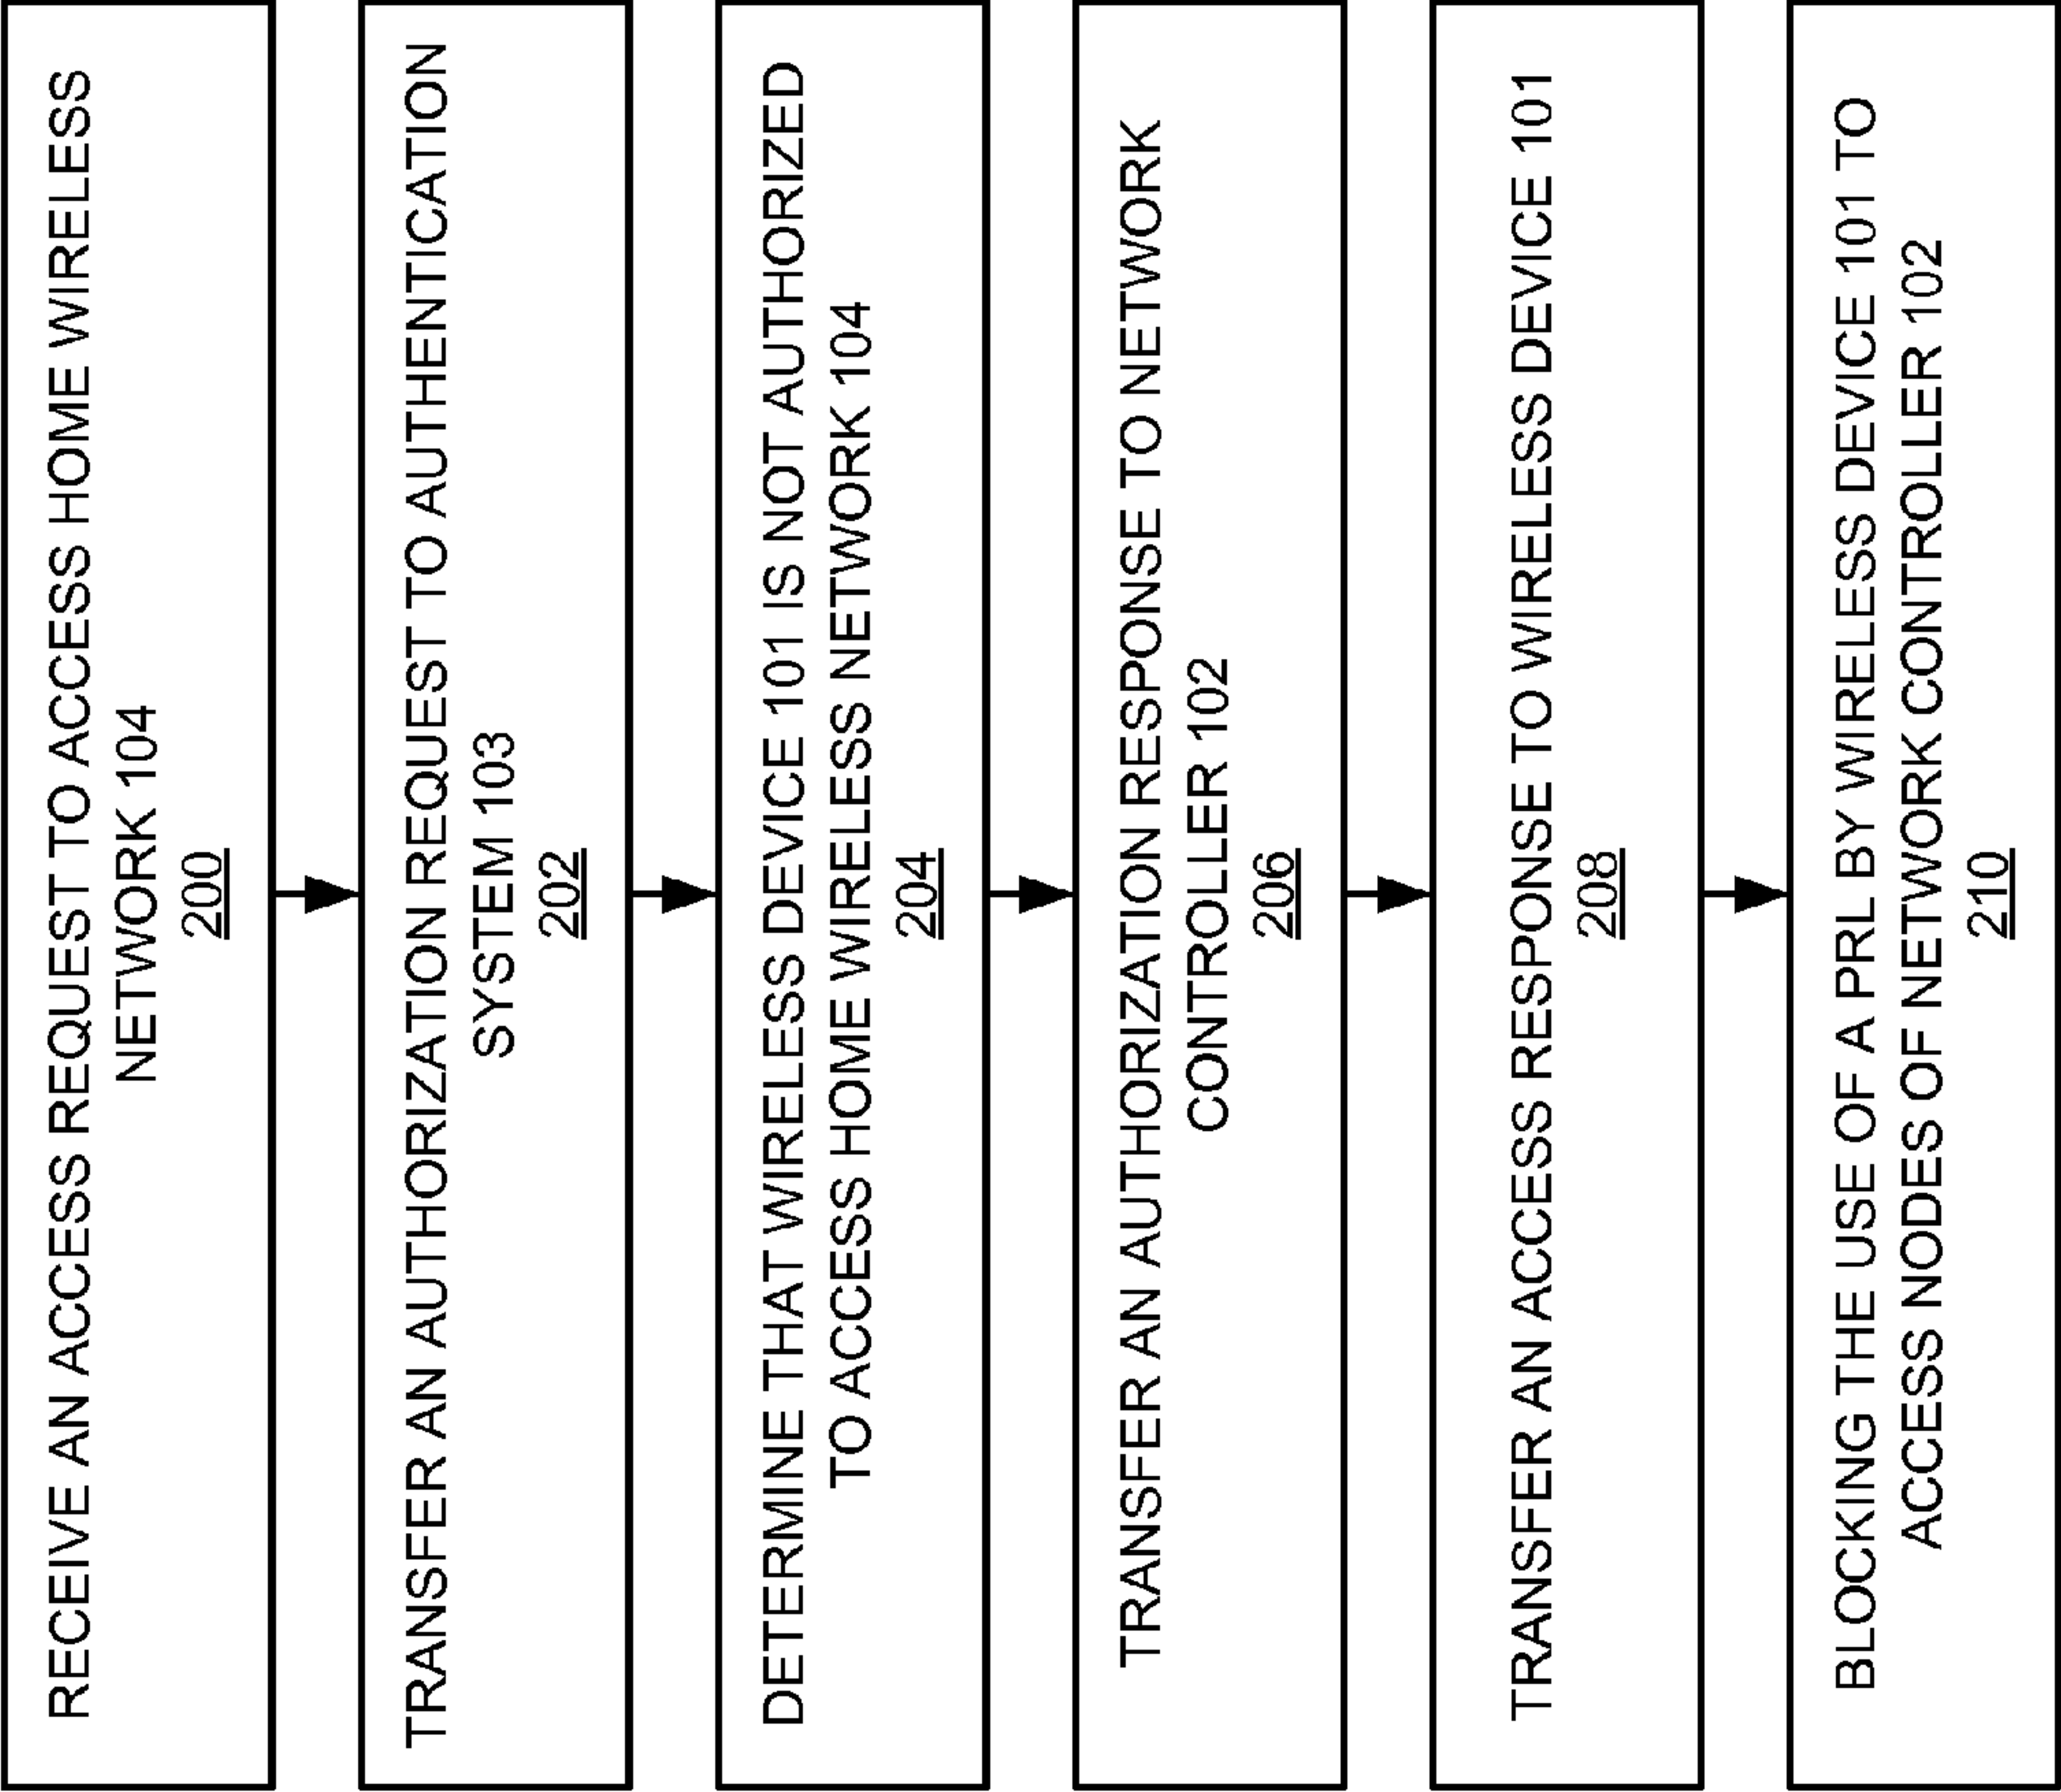 RECEIVE AN ACCESS REQUEST TO ACCESS HOME WIRELESS
NETWORK 104
200
TRANSFER AN AUTHORIZATION REQUEST TO AUTHENTICATION
SYSTEM 103
202
DETERMINE THAT WIRELESS DEVICE 101 IS NOT AUTHORIZED
TO ACCESS HOME WIRELESS NETWORK 104
204
TRANSFER AN AUTHORIZATION RESPONSE TO NETWORK
CONTROLLER 102
206
TRANSFER AN ACCESS RESPONSE TO WIRELESS DEVICE 101
208
BLOCKING THE USE OF A PRL BY WIRELESS DEVICE 101 TO
ACCESS NODES OF NETWORK CONTROLLER 102
210